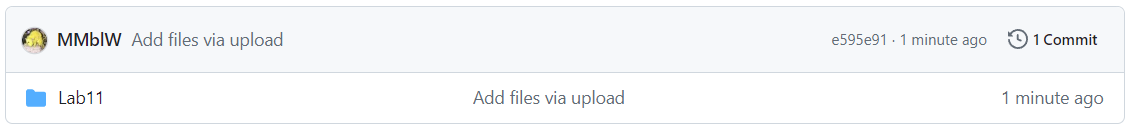 MMblW Add files via upload e595e91 · 1 minute ago 1 Commit
Lab11 Add files via upload 1 minute ago